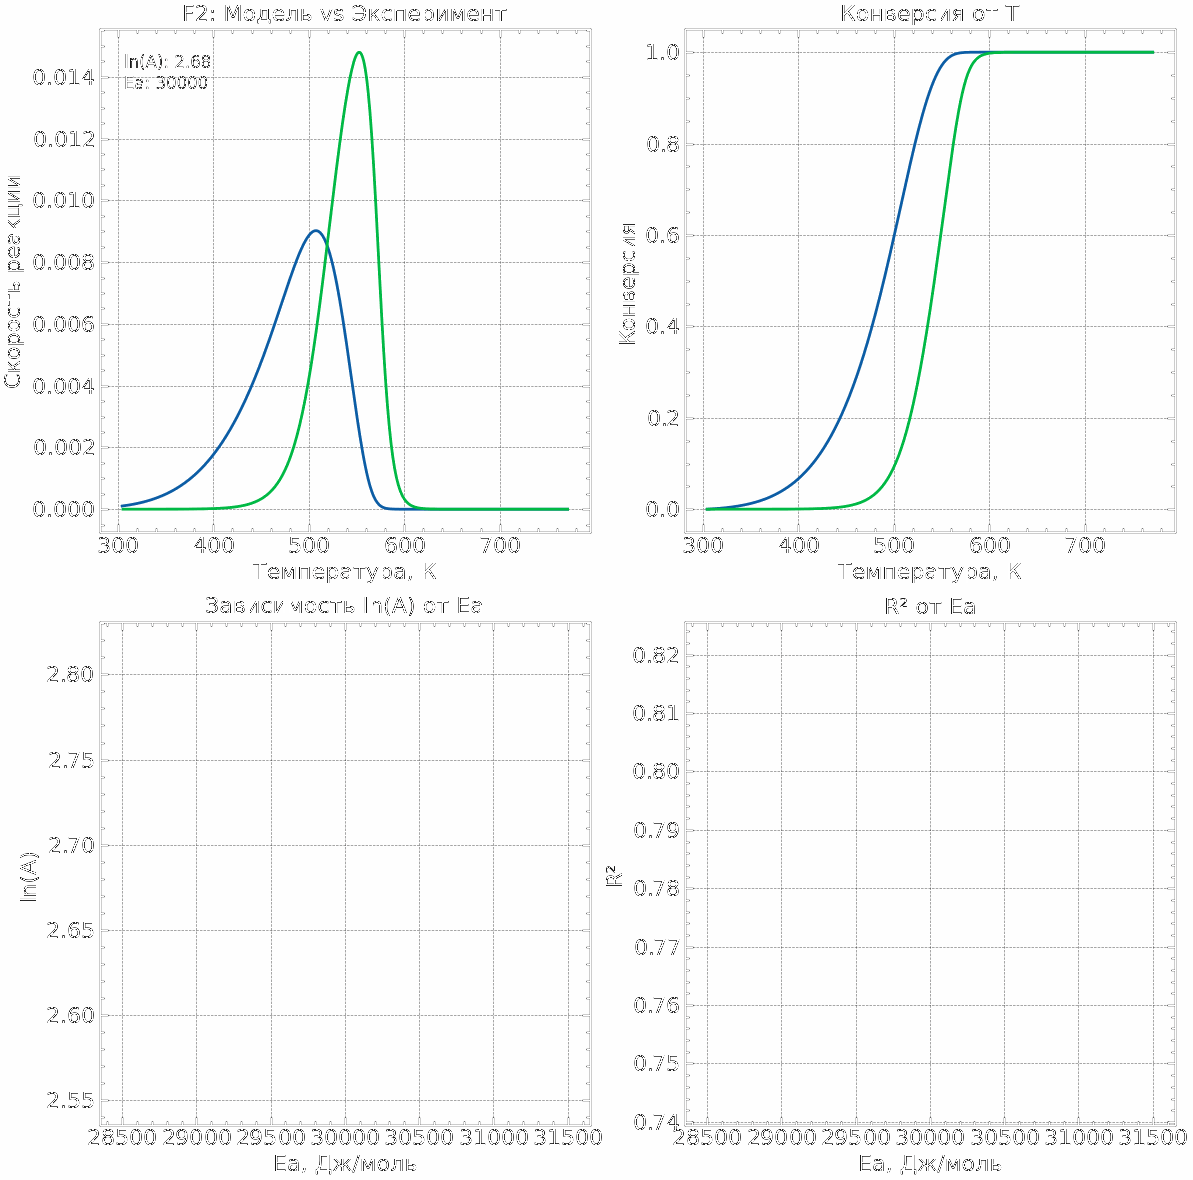 F2: Модель vs Эксперимент
ln(A): 2.68
Ea: 30000
Скорость реакции
0.014
0.012
0.010
0.008
0.006
0.004
0.002
0.000
300 400 500 600 700
Температура, К
Конверсия от T
Конверсия
1.0
0.8
0.6
0.4
0.2
0.0
300 400 500 600 700
Температура, К
Зависимость ln(A) от Ea
ln(A)
2.80
2.75
2.70
2.65
2.60
2.55
28500 29000 29500 30000 30500 31000 31500
Ea, Дж/моль
R² от Ea
R²
0.82
0.81
0.80
0.79
0.78
0.77
0.76
0.75
0.74
28500 29000 29500 30000 30500 31000 31500
Ea, Дж/моль